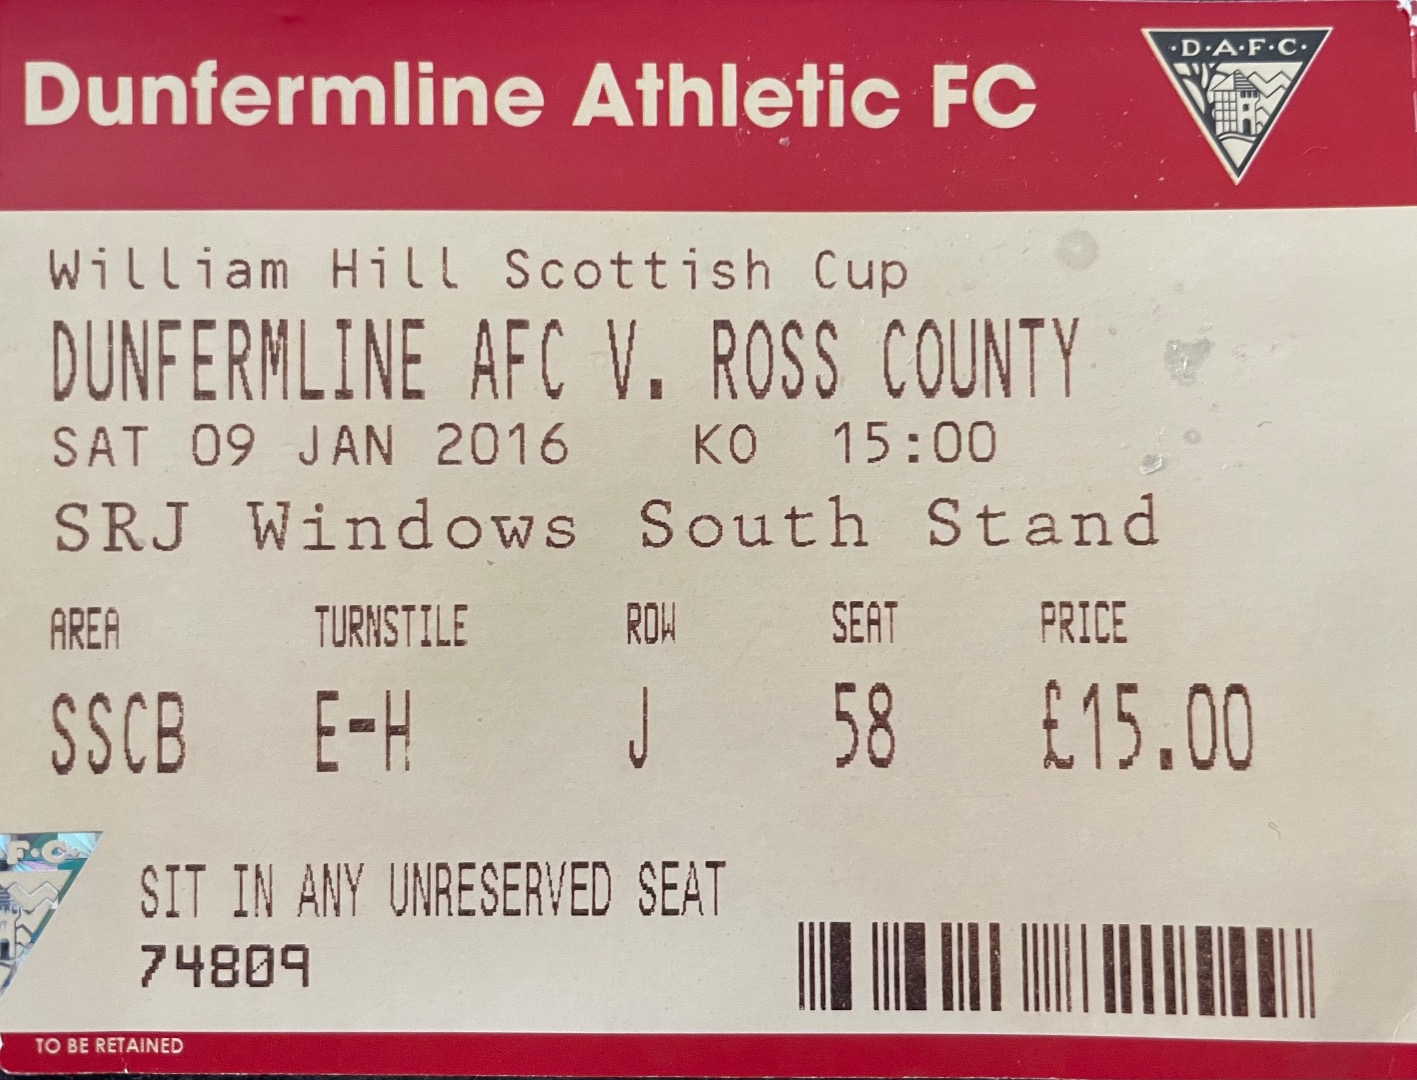 Dunfermline Athletic FC
·D·A·F·C·
William Hill Scottish Cup
DUNFERMLINE AFC V. ROSS COUNTY
SAT 09 JAN 2016 KO 15:00
SRJ Windows South Stand
AREA TURNSTILE ROW SEAT PRICE
SSCB E-H J 58 £15.00
F·C·
SIT IN ANY UNRESERVED SEAT
74809
TO BE RETAINED